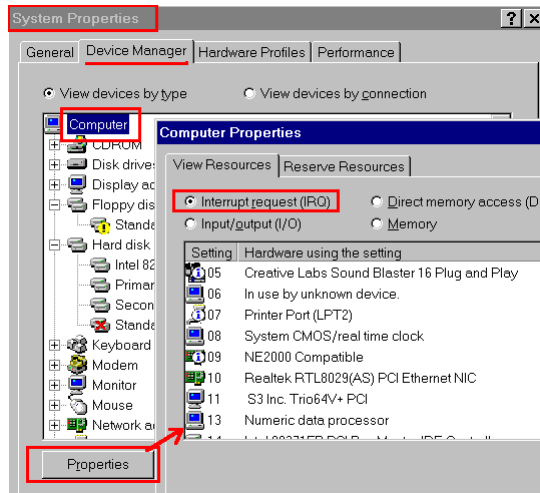 System Properties
General Device Manager Hardware Profiles Performance
View devices by type View devices by connection
Computer
CDROM
Disk drive
Display
Floppy
Hard disk
Intel 82
Keyboard
Modem
Monitor
Mouse
Network
Properties
Computer Properties
View Resources Reserve Resources
Interrupt request (IRQ) Direct memory access (D
Input/output (I/O) Memory
Setting Hardware using the setting
05 Creative Labs Sound Blaster 16 Plug and Play
06 In use by unknown device.
07 Printer Port (LPT2)
08 System CMOS/real time clock
09 NE2000 Compatible
10 Realtek RTL8029(AS) PCI Ethernet NIC
11 S3 Inc. Trio64V+ PCI
13 Numeric data processor